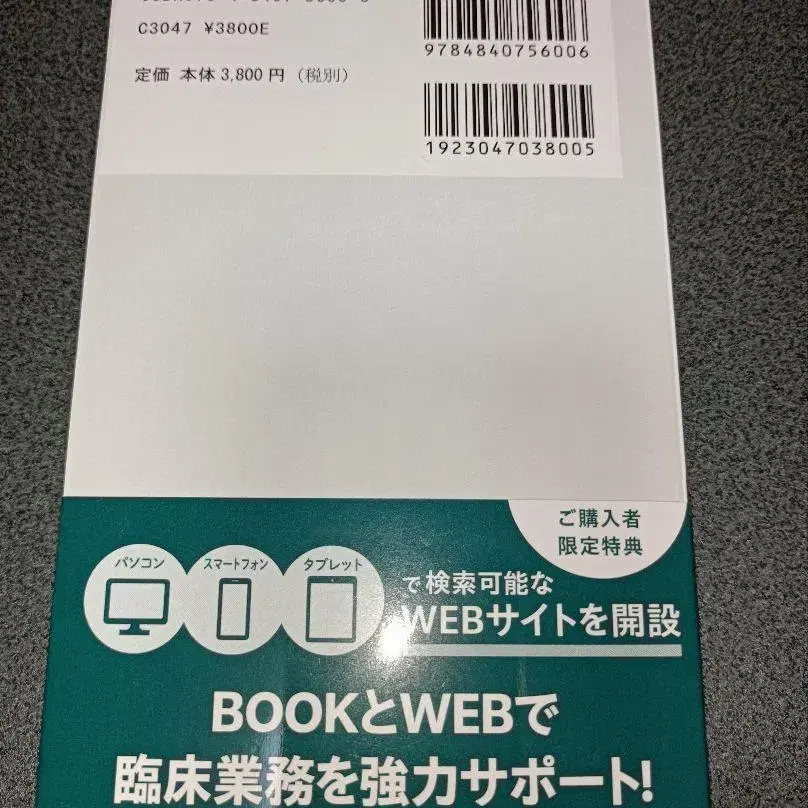 C3047 ¥3800E
定価 本体3,800円(税別)
9784840756006
1923047038005
ご購入者
限定特典
パソコン
スマートフォン
タブレット
で検索可能な
WEBサイトを開設
BOOKとWEBで
臨床業務を強力サポート!